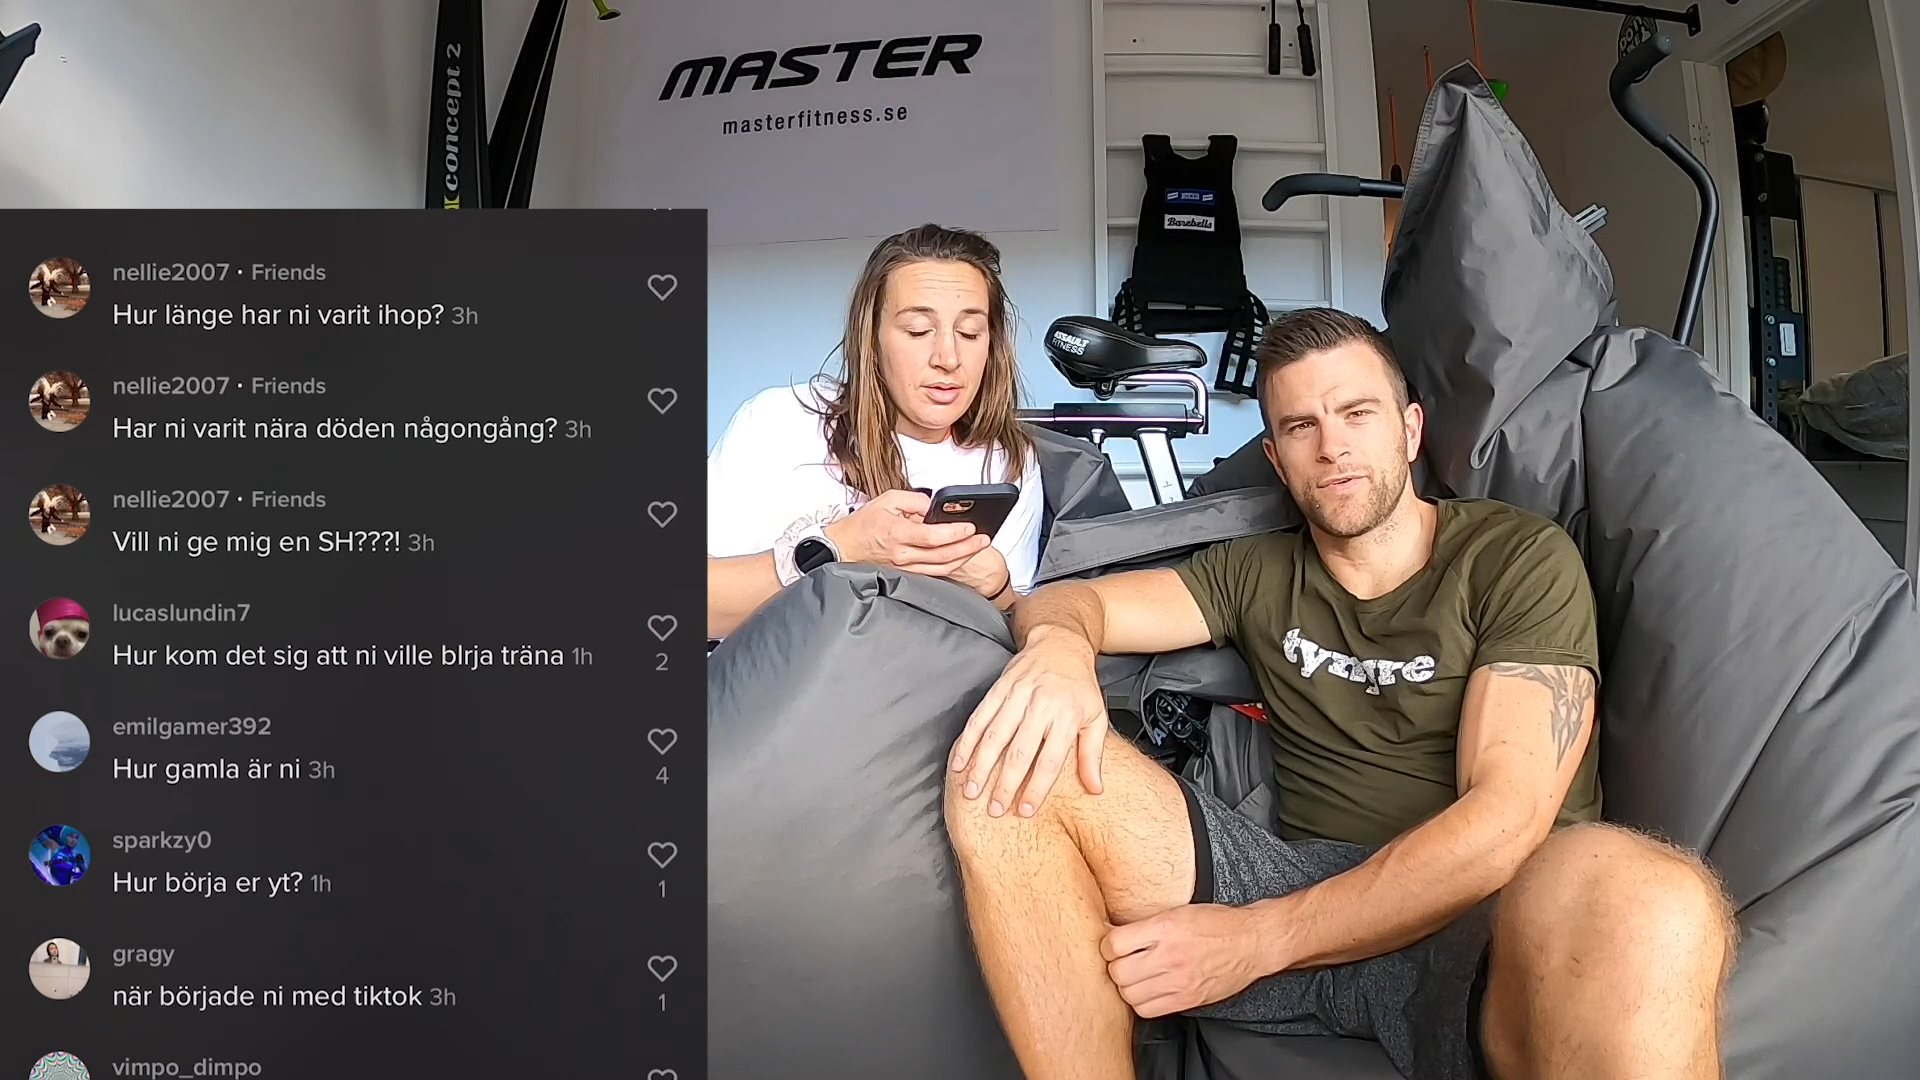 concept 2
MASTER
masterfitness.se
Barebells
ASSAULT
FITNESS
tymyre
nellie2007 · Friends
Hur länge har ni varit ihop? 3h
nellie2007 · Friends
Har ni varit nära döden någongång? 3h
nellie2007 · Friends
Vill ni ge mig en SH???! 3h
lucaslundin7
Hur kom det sig att ni ville blrja träna 1h
2
emilgamer392
Hur gamla är ni 3h
4
sparkzy0
Hur börja er yt? 1h
1
gragy
när började ni med tiktok 3h
1
vimpo_dimpo